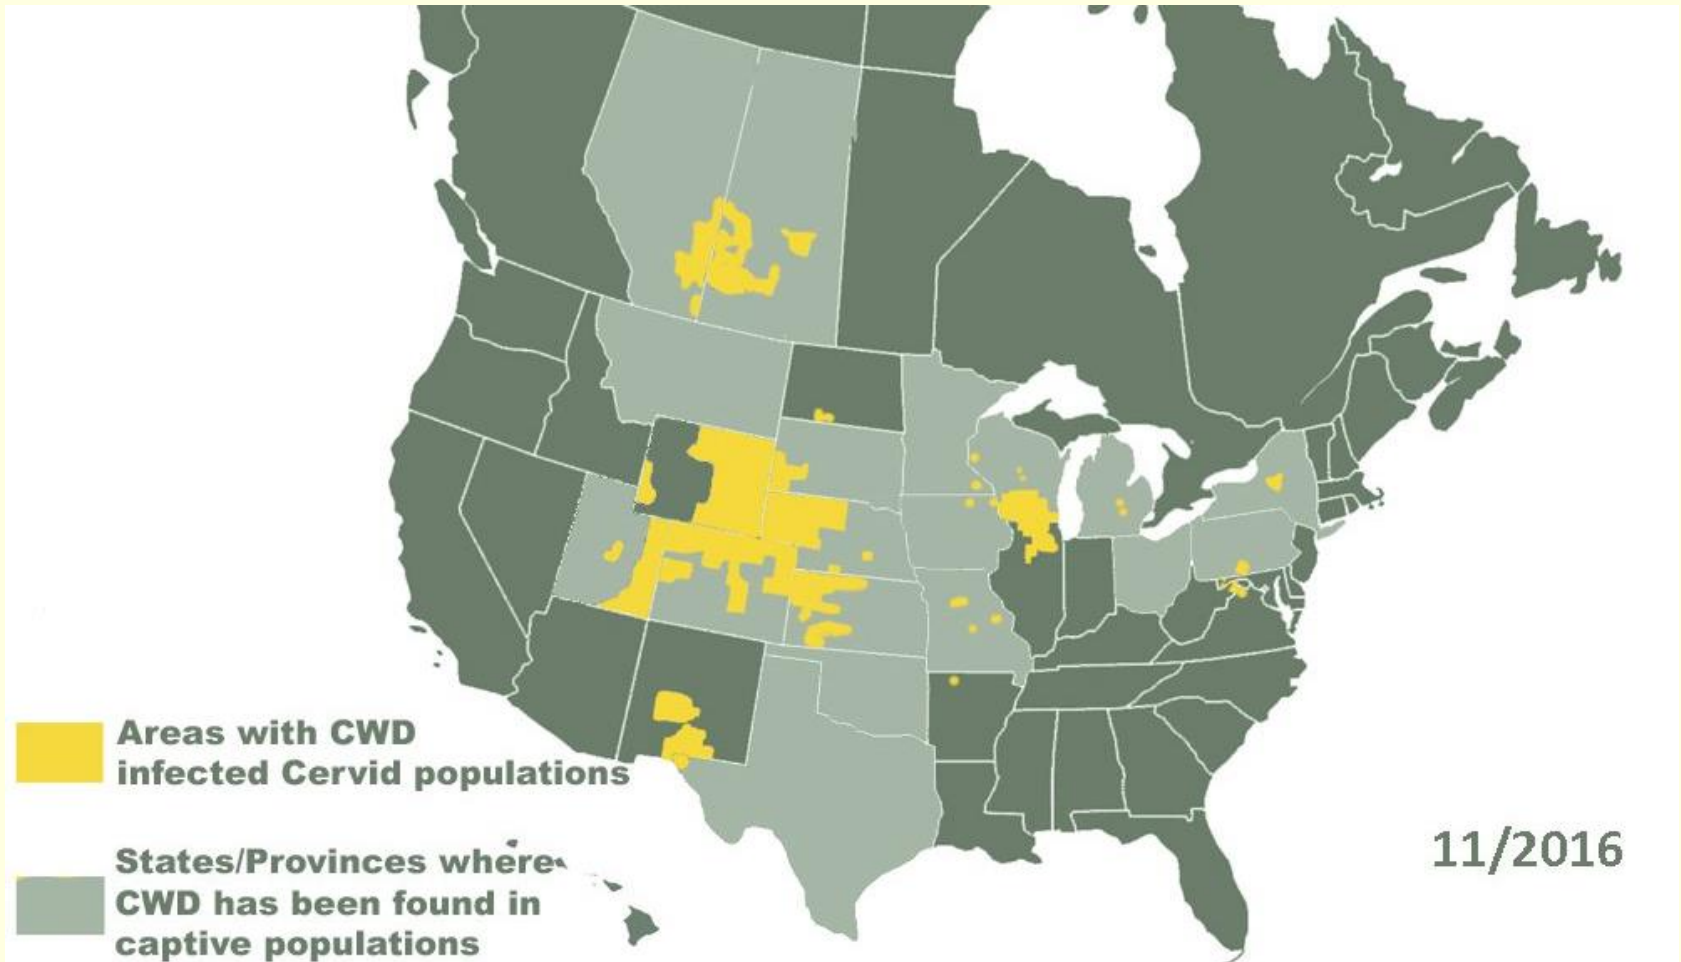 Areas with CWD
infected Cervid populations
States/Provinces where
CWD has been found in
captive populations
11/2016